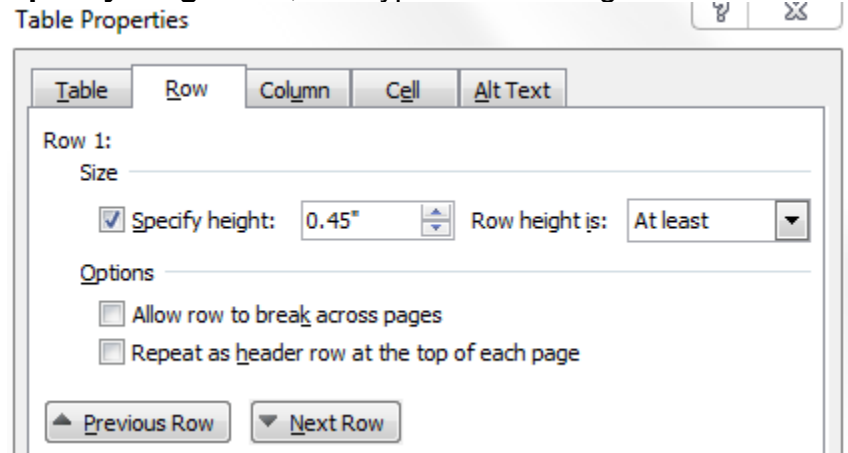 Table Properties
Table Row Column Cell Alt Text
Row 1:
Size
Specify height: 0.45" Row height is: At least
Options
Allow row to break across pages
Repeat as header row at the top of each page
Previous Row Next Row